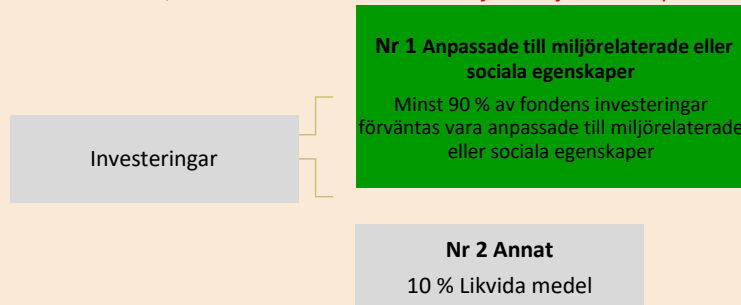 Nr 1 Anpassade till miljörelaterade eller
sociala egenskaper
Minst 90 % av fondens investeringar
förväntas vara anpassade till miljörelaterade
eller sociala egenskaper
Investeringar
Nr 2 Annat
10 % Likvida medel